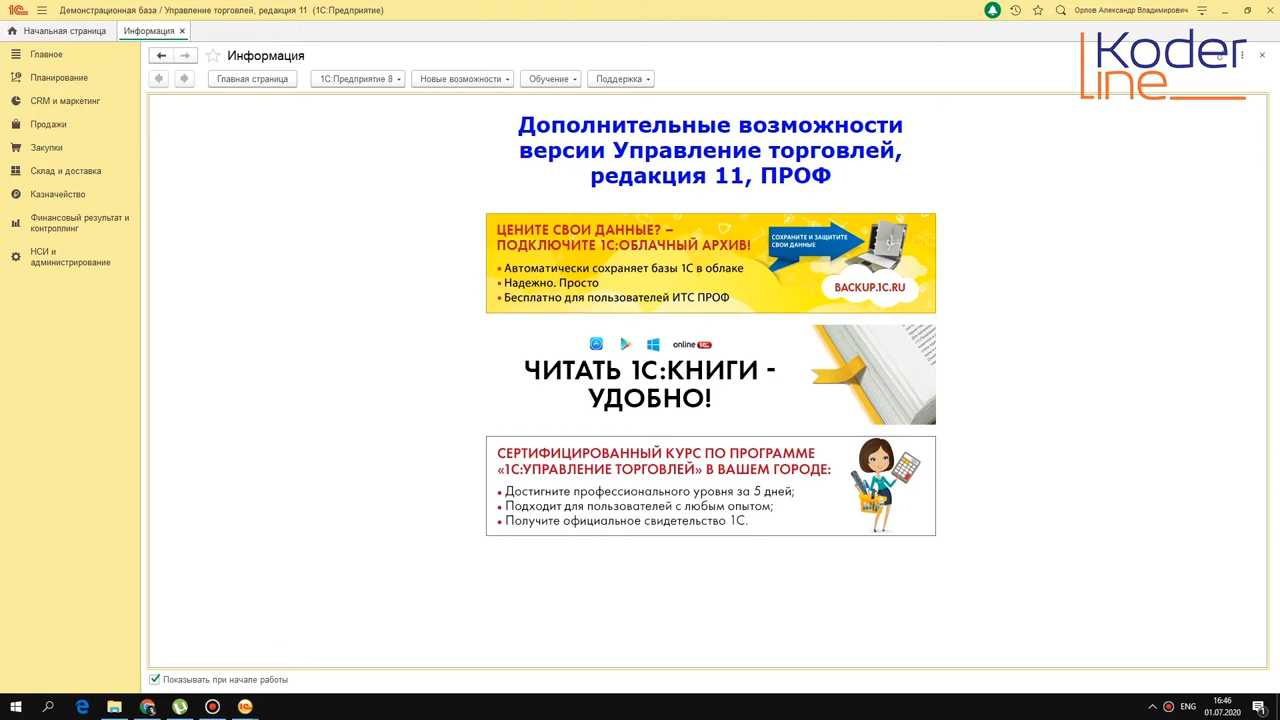 Демонстрационная база / Управление торговлей, редакция 11 (1С:Предприятие)
Орлов Александр Владимирович
Начальная страница
Информация
Koder
Line
Информация
Главная страница
1С:Предприятие 8
Новые возможности
Обучение
Поддержка
Главное
Планирование
CRM и маркетинг
Продажи
Закупки
Склад и доставка
Казначейство
Финансовый результат и
контроллинг
НСИ и
администрирование
Дополнительные возможности
версии Управление торговлей,
редакция 11, ПРОФ
ЦЕНИТЕ СВОИ ДАННЫЕ? –
ПОДКЛЮЧИТЕ 1С:ОБЛАЧНЫЙ АРХИВ!
• Автоматически сохраняет базы 1С в облаке
• Надежно. Просто
• Бесплатно для пользователей ИТС ПРОФ
СОХРАНИТЕ И ЗАЩИТИТЕ
СВОИ ДАННЫЕ
BACKUP.1C.RU
online 1С
ЧИТАТЬ 1С:КНИГИ -
УДОБНО!
СЕРТИФИЦИРОВАННЫЙ КУРС ПО ПРОГРАММЕ
«1С:УПРАВЛЕНИЕ ТОРГОВЛЕЙ» В ВАШЕМ ГОРОДЕ:
• Достигните профессионального уровня за 5 дней;
• Подходит для пользователей с любым опытом;
• Получите официальное свидетельство 1С.
Показывать при начале работы
ENG
16:46
01.07.2020